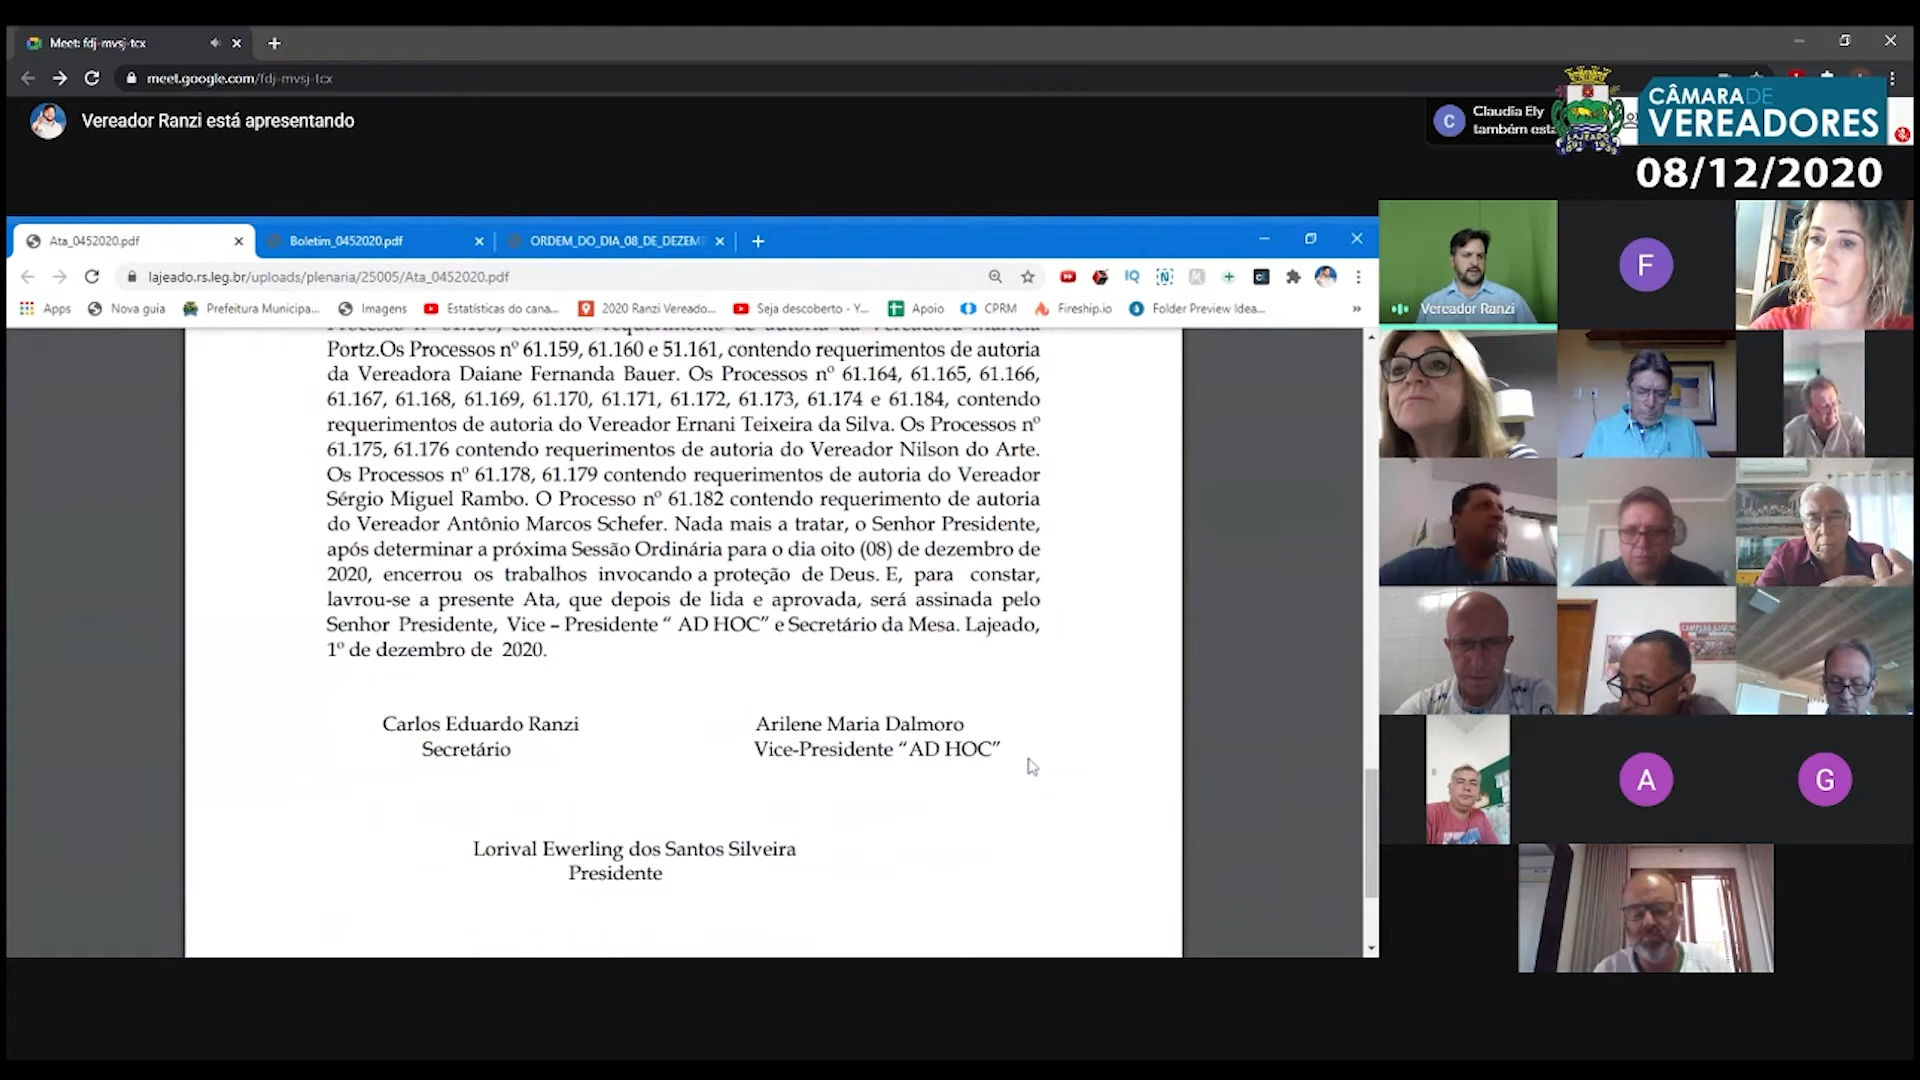 Meet: fdj-mvsj-tcx
meet.google.com/fdj-mvsj-tcx
Vereador Ranzi está apresentando
C
Claudia Ely
também está
LAJEADO
CÂMARA DE
VEREADORES
08/12/2020
Ata_0452020.pdf
Boletim_0452020.pdf
ORDEM_DO_DIA_08_DE_DEZEM
lajeado.rs.leg.br/uploads/plenaria/25005/Ata_0452020.pdf
Apps
Nova guia
Prefeitura Municipa...
Imagens
Estatísticas do cana...
2020 Ranzi Vereado...
Seja descoberto - Y...
Apoio
CPRM
Fireship.io
Folder Preview Idea...
contendo requerimento de autoria da Vereadora
Portz.Os Processos nº 61.159, 61.160 e 51.161, contendo requerimentos de autoria
da Vereadora Daiane Fernanda Bauer. Os Processos nº 61.164, 61.165, 61.166,
61.167, 61.168, 61.169, 61.170, 61.171, 61.172, 61.173, 61.174 e 61.184, contendo
requerimentos de autoria do Vereador Ernani Teixeira da Silva. Os Processos nº
61.175, 61.176 contendo requerimentos de autoria do Vereador Nilson do Arte.
Os Processos nº 61.178, 61.179 contendo requerimentos de autoria do Vereador
Sérgio Miguel Rambo. O Processo nº 61.182 contendo requerimento de autoria
do Vereador Antônio Marcos Schefer. Nada mais a tratar, o Senhor Presidente,
após determinar a próxima Sessão Ordinária para o dia oito (08) de dezembro de
2020, encerrou os trabalhos invocando a proteção de Deus. E, para constar,
lavrou-se a presente Ata, que depois de lida e aprovada, será assinada pelo
Senhor Presidente, Vice – Presidente “ AD HOC” e Secretário da Mesa. Lajeado,
1º de dezembro de 2020.
Carlos Eduardo Ranzi
Secretário
Arilene Maria Dalmoro
Vice-Presidente “AD HOC”
Lorival Ewerling dos Santos Silveira
Presidente
Vereador Ranzi
F
A
G